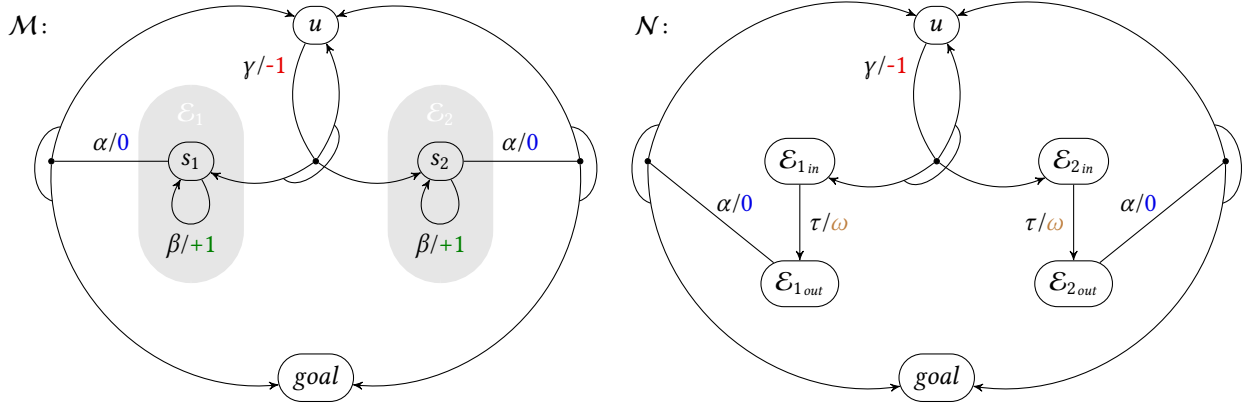 M:
u
γ/-1
ℰ1
ℰ2
α/0
s1
s2
α/0
β/+1
β/+1
goal
N:
u
γ/-1
ℰ1in
ℰ2in
α/0
τ/ω
τ/ω
α/0
ℰ1out
ℰ2out
goal